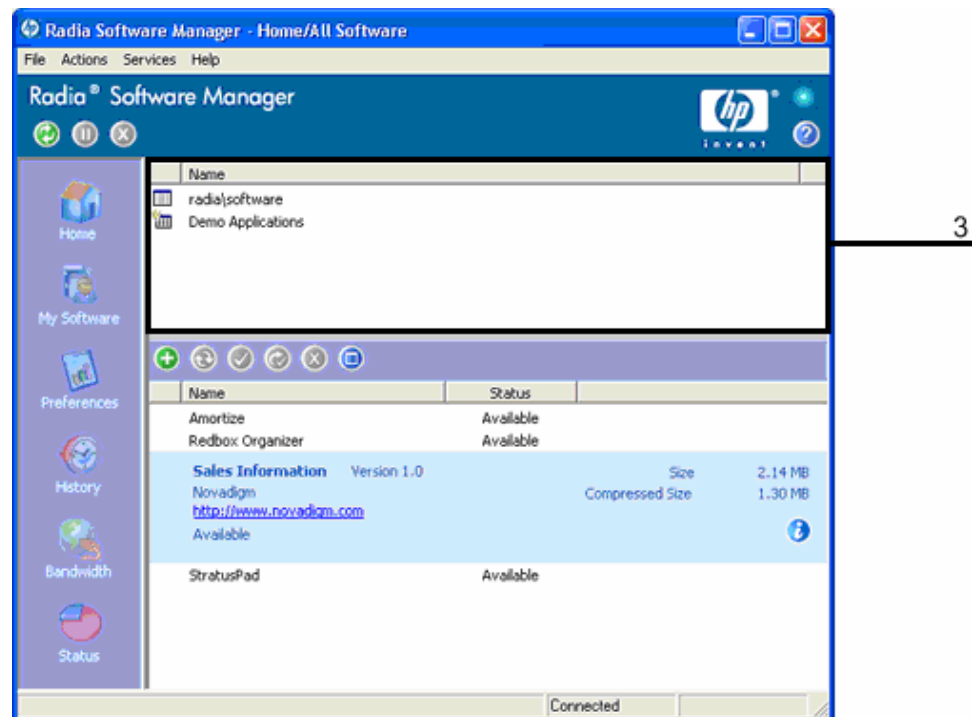 Radia Software Manager - Home/All Software
File Actions Services Help
Radia® Software Manager
hp
invent
Name
radia\software
Demo Applications
3
Home
My Software
Preferences
History
Bandwidth
Status
Name Status
Amortize Available
Redbox Organizer Available
Sales Information Version 1.0 Size 2.14 MB
Novadigm Compressed Size 1.30 MB
http://www.novadigm.com
Available
StratusPad Available
Connected